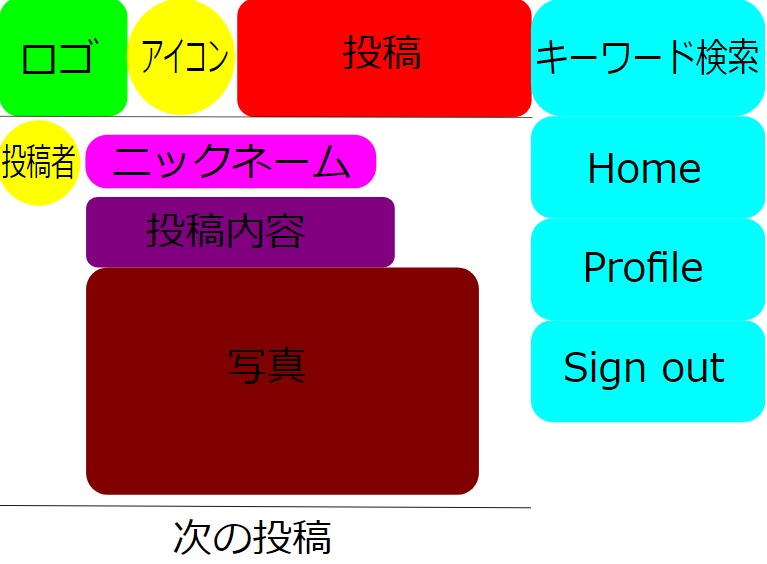 ロゴ
アイコン
投稿
キーワード検索
投稿者
ニックネーム
投稿内容
写真
次の投稿
Home
Profile
Sign out